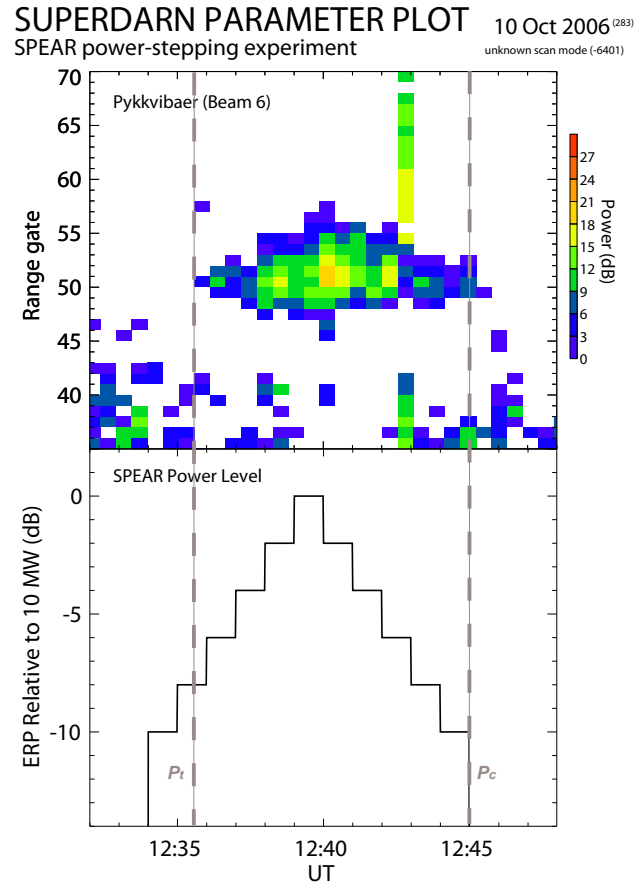 SUPERDARN PARAMETER PLOT 10 Oct 2006 (283)
SPEAR power-stepping experiment unknown scan mode (-6401)
Pykkvibaer (Beam 6)
Range gate
70
65
60
55
50
45
40
Power (dB)
27
24
21
18
15
12
9
6
3
0
SPEAR Power Level
ERP Relative to 10 MW (dB)
0
-5
-10
Pt
Pc
12:35 12:40 12:45
UT